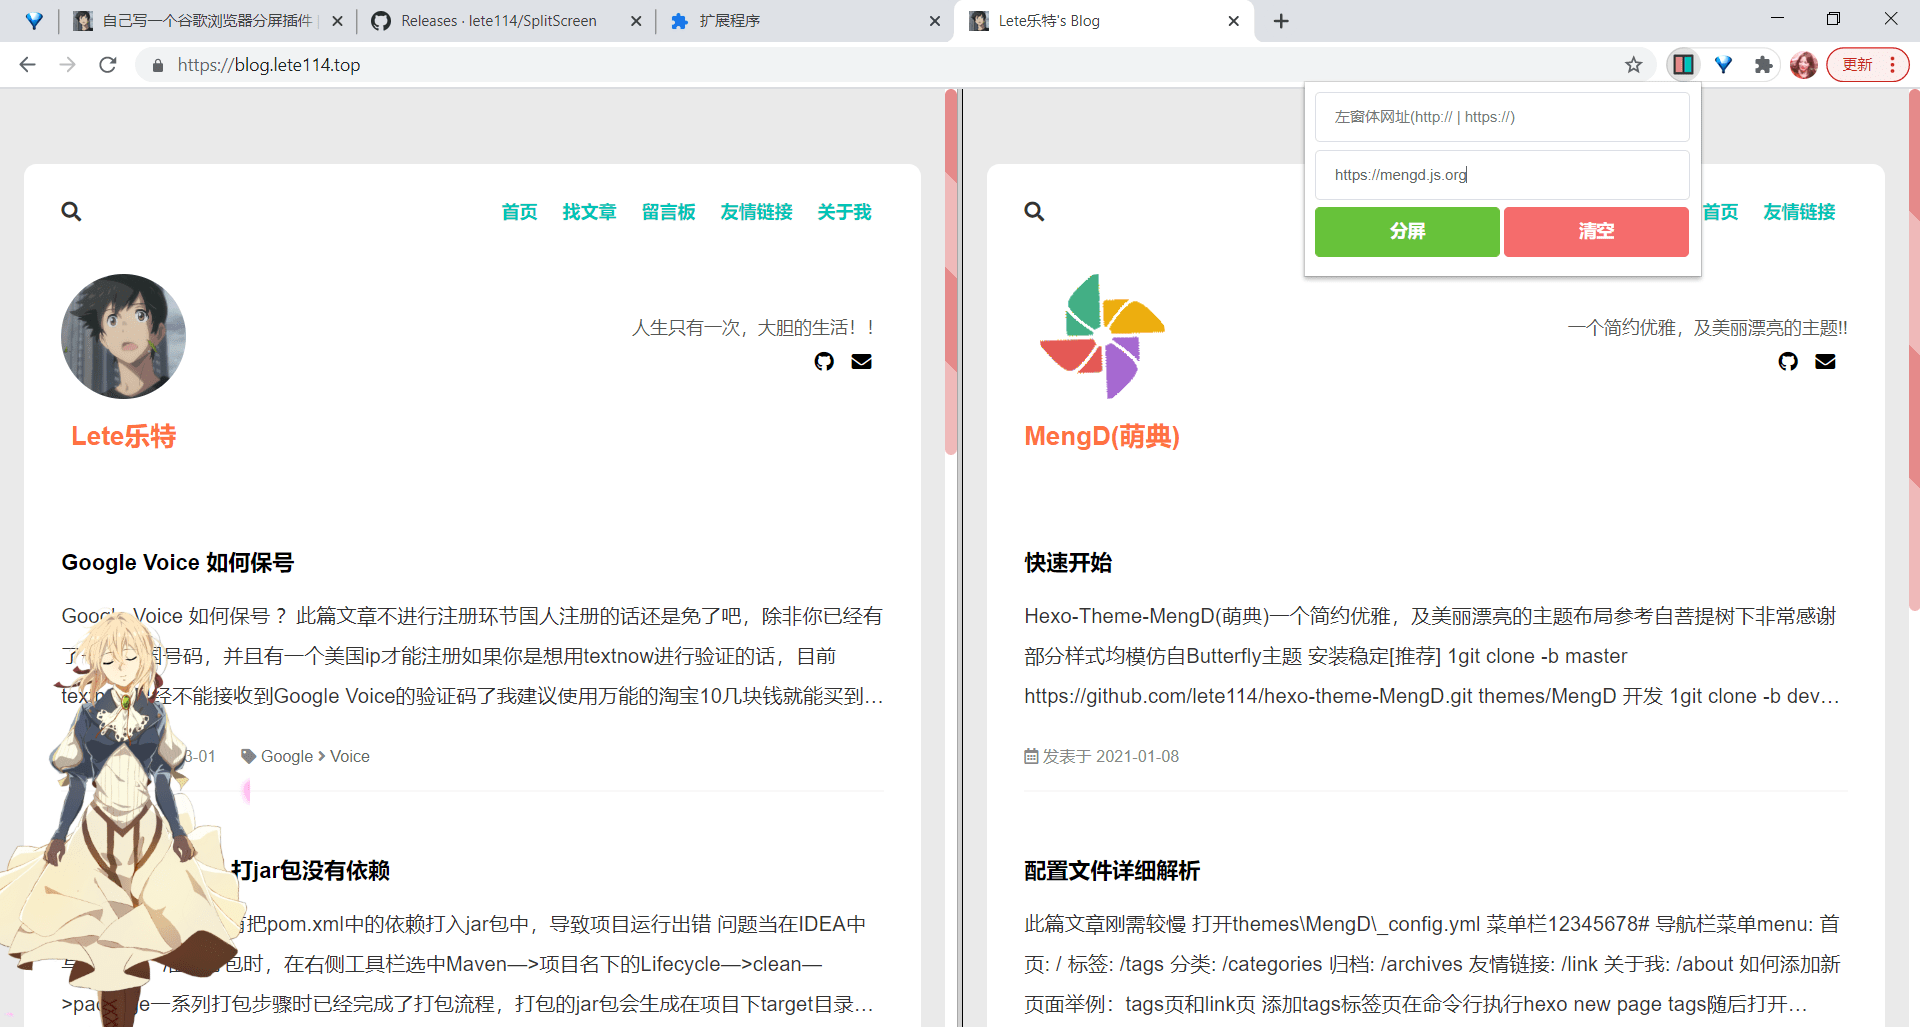 自己写一个谷歌浏览器分屏插件
Releases · lete114/SplitScreen
扩展程序
Lete乐特's Blog
https://blog.lete114.top
更新
左窗体网址(http:// | https://)
https://mengd.js.org
分屏
清空
首页 找文章 留言板 友情链接 关于我
人生只有一次，大胆的生活！！
Lete乐特
Google Voice 如何保号
Google Voice 如何保号 ？此篇文章不进行注册环节国人注册的话还是免了吧，除非你已经有
国号码，并且有一个美国ip才能注册如果你是想用textnow进行验证的话，目前
经不能接收到Google Voice的验证码了我建议使用万能的淘宝10几块钱就能买到…
3-01 Google Voice
打jar包没有依赖
把pom.xml中的依赖打入jar包中，导致项目运行出错 问题当在IDEA中
包时，在右侧工具栏选中Maven—>项目名下的Lifecycle—>clean—
一系列打包步骤时已经完成了打包流程，打包的jar包会生成在项目下target目录…
首页 友情链接
一个简约优雅，及美丽漂亮的主题!!
MengD(萌典)
快速开始
Hexo-Theme-MengD(萌典)一个简约优雅，及美丽漂亮的主题布局参考自菩提树下非常感谢
部分样式均模仿自Butterfly主题 安装稳定[推荐] 1git clone -b master
https://github.com/lete114/hexo-theme-MengD.git themes/MengD 开发 1git clone -b dev…
发表于 2021-01-08
配置文件详细解析
此篇文章刚需较慢 打开themes\MengD\_config.yml 菜单栏12345678# 导航栏菜单menu: 首
页: / 标签: /tags 分类: /categories 归档: /archives 友情链接: /link 关于我: /about 如何添加新
页面举例：tags页和link页 添加tags标签页在命令行执行hexo new page tags随后打开…